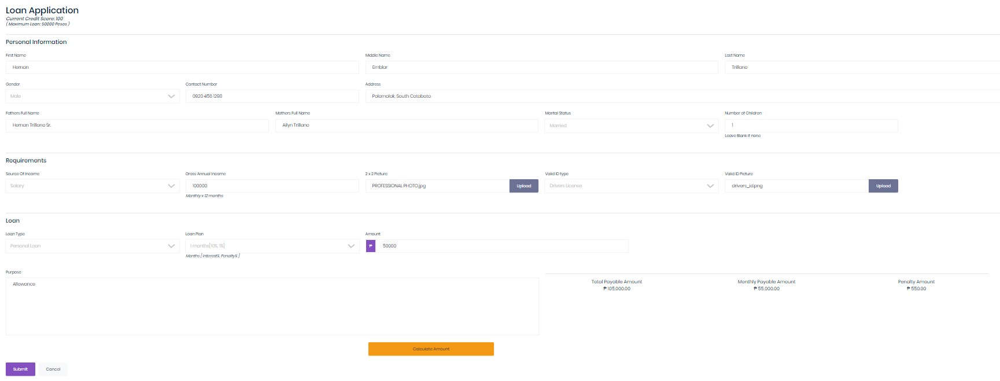 Loan Application
Current Credit Score: 100
( Maximum Loan: 50000 Pesos )
Personal Information
First Name Middle Name Last Name
Heman Emblar Trillano
Gender Contact Number Address
Male 0920 456 1298 Polomolok, South Cotabato
Fathers Full Name Mothers Full Name Marital Status Number of Children
Heman Trillano Sr. Ailyn Trillano Married 1
Leave Blank if none
Requirements
Source Of Income Gross Annual Income 2 x 2 Picture Valid ID type Valid ID Picture
Salary 100000 PROFESSIONAL PHOTO.jpg Upload Drivers License drivers_id.png Upload
Monthly x 12 months
Loan
Loan Type Loan Plan Amount
Personal Loan 1 months[10%, 1%] ₱ 50000
Months [ Interest%, Penalty% ]
Purpose
Allowance
Total Payable Amount Monthly Payable Amount Penalty Amount
₱ 105,000.00 ₱ 55,000.00 ₱ 550.00
Calculate Amount
Submit Cancel